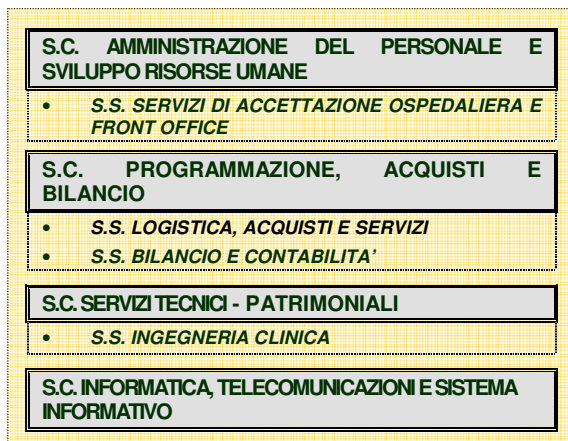 S.C. AMMINISTRAZIONE DEL PERSONALE E
SVILUPPO RISORSE UMANE
• S.S. SERVIZI DI ACCETTAZIONE OSPEDALIERA E
FRONT OFFICE
S.C. PROGRAMMAZIONE, ACQUISTI E
BILANCIO
• S.S. LOGISTICA, ACQUISTI E SERVIZI
• S.S. BILANCIO E CONTABILITA’
S.C. SERVIZI TECNICI - PATRIMONIALI
• S.S. INGEGNERIA CLINICA
S.C. INFORMATICA, TELECOMUNICAZIONI E SISTEMA
INFORMATIVO